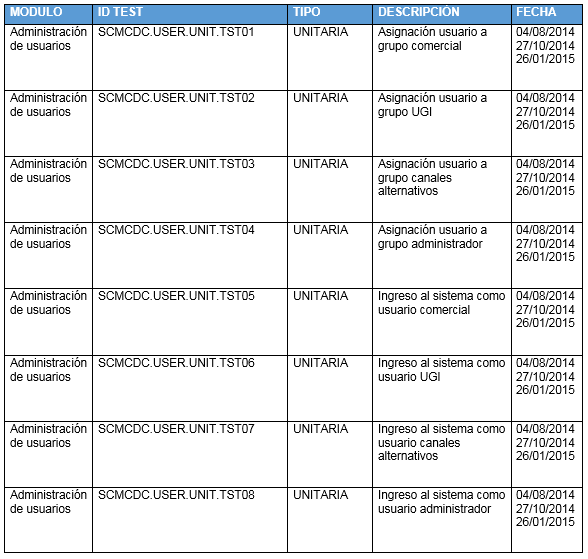 MODULO ID TEST TIPO DESCRIPCIÓN FECHA
Administración SCMCDC.USER.UNIT.TST01 UNITARIA Asignación usuario a 04/08/2014
de usuarios grupo comercial 27/10/2014
26/01/2015
Administración SCMCDC.USER.UNIT.TST02 UNITARIA Asignación usuario a 04/08/2014
de usuarios grupo UGI 27/10/2014
26/01/2015
Administración SCMCDC.USER.UNIT.TST03 UNITARIA Asignación usuario a 04/08/2014
de usuarios grupo canales 27/10/2014
alternativos 26/01/2015
Administración SCMCDC.USER.UNIT.TST04 UNITARIA Asignación usuario a 04/08/2014
de usuarios grupo administrador 27/10/2014
26/01/2015
Administración SCMCDC.USER.UNIT.TST05 UNITARIA Ingreso al sistema como 04/08/2014
de usuarios usuario comercial 27/10/2014
26/01/2015
Administración SCMCDC.USER.UNIT.TST06 UNITARIA Ingreso al sistema como 04/08/2014
de usuarios usuario UGI 27/10/2014
26/01/2015
Administración SCMCDC.USER.UNIT.TST07 UNITARIA Ingreso al sistema como 04/08/2014
de usuarios usuario canales 27/10/2014
alternativos 26/01/2015
Administración SCMCDC.USER.UNIT.TST08 UNITARIA Ingreso al sistema como 04/08/2014
de usuarios usuario administrador 27/10/2014
26/01/2015